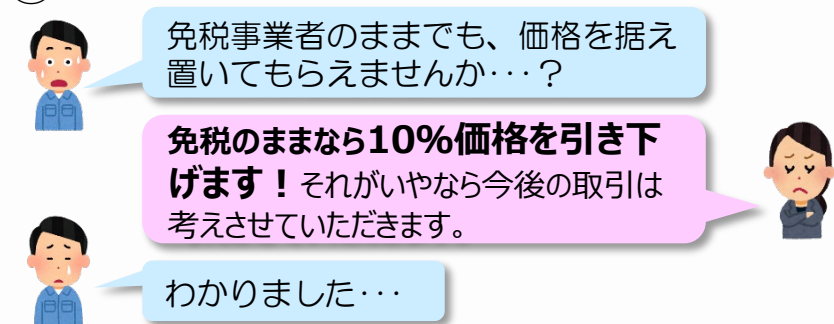 免税事業者のままでも、価格を据え
置いてもらえませんか･･･？
免税のままなら10％価格を引き下
げます！それがいやなら今後の取引は
考えさせていただきます。
わかりました･･･